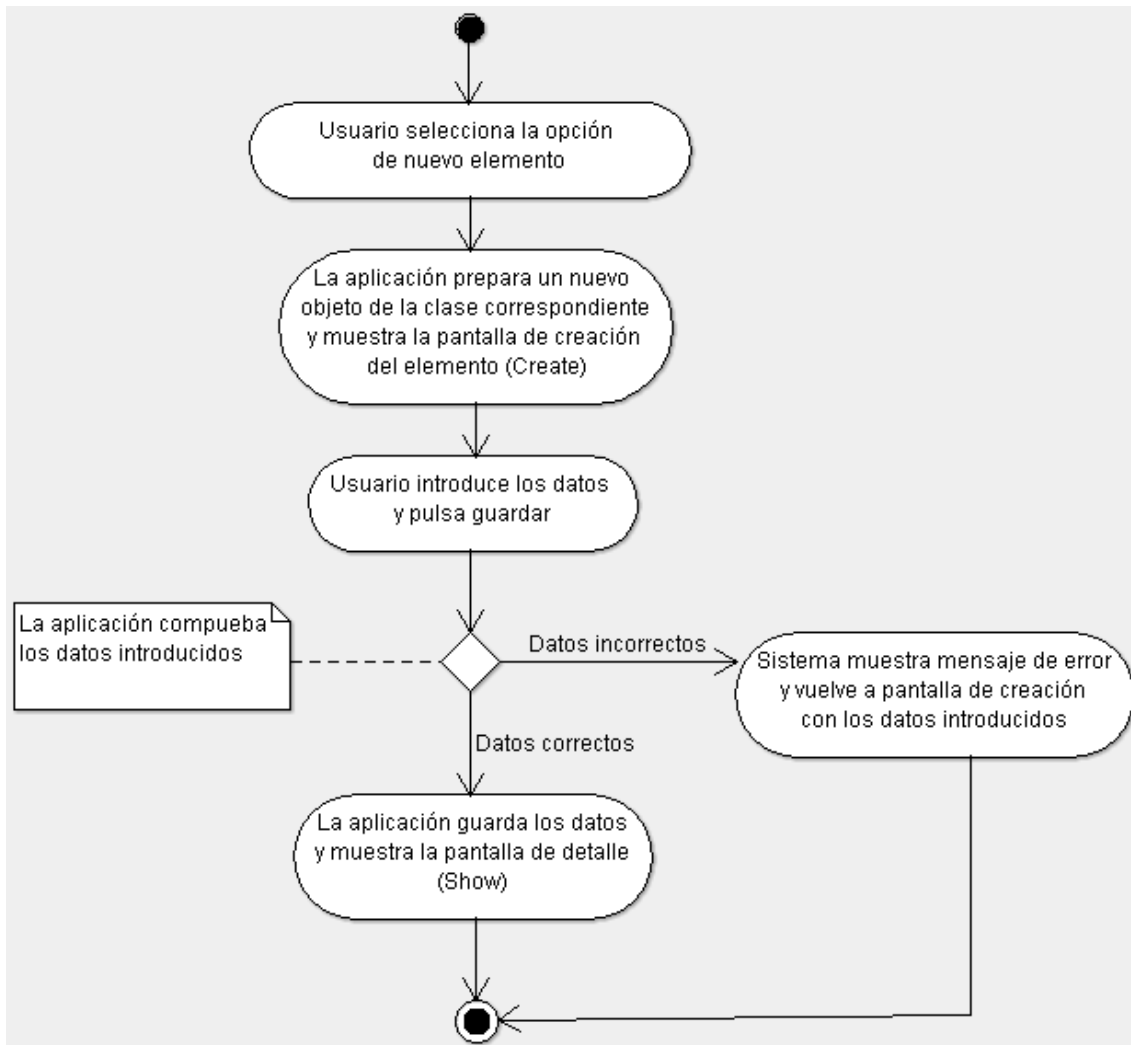 Usuario selecciona la opción
de nuevo elemento
La aplicación prepara un nuevo
objeto de la clase correspondiente
y muestra la pantalla de creación
del elemento (Create)
Usuario introduce los datos
y pulsa guardar
La aplicación compueba
los datos introducidos
Datos incorrectos
Sistema muestra mensaje de error
y vuelve a pantalla de creación
con los datos introducidos
Datos correctos
La aplicación guarda los datos
y muestra la pantalla de detalle
(Show)